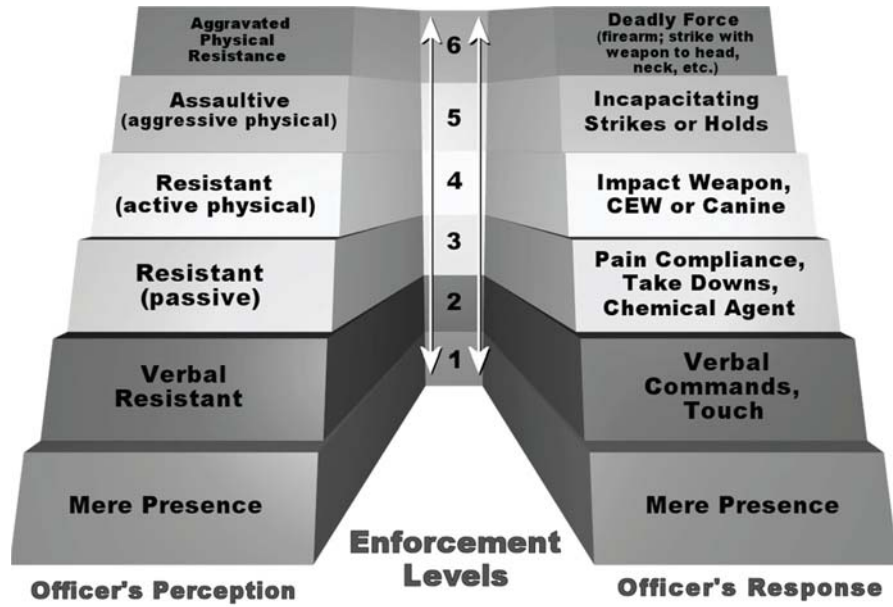 Aggravated
Physical
Resistance
Assaultive
(aggressive physical)
Resistant
(active physical)
Resistant
(passive)
Verbal
Resistant
Mere Presence
Officer's Perception
6
5
4
3
2
1
Enforcement
Levels
Deadly Force
(firearm; strike with
weapon to head,
neck, etc.)
Incapacitating
Strikes or Holds
Impact Weapon,
CEW or Canine
Pain Compliance,
Take Downs,
Chemical Agent
Verbal
Commands,
Touch
Mere Presence
Officer's Response